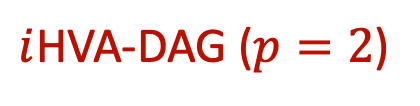 iHVA-DAG (p = 2)